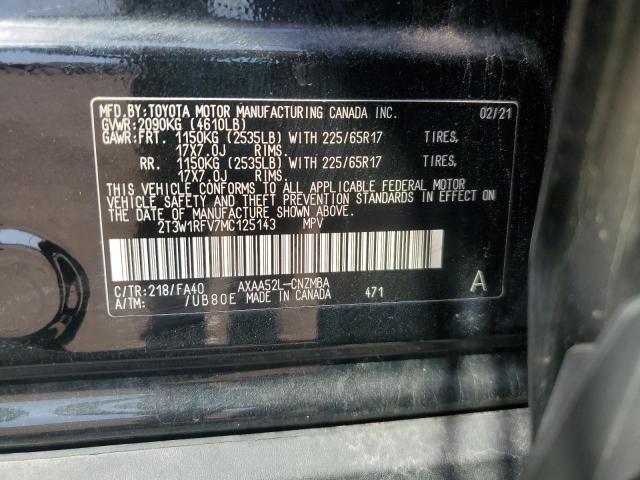 MFD.BY:TOYOTA MOTOR MANUFACTURING CANADA INC. 02/21
GVWR:2090KG (4610LB)
GAWR:FRT. 1150KG (2535LB) WITH 225/65R17 TIRES,
17X7.0J RIMS.
RR. 1150KG (2535LB) WITH 225/65R17 TIRES,
17X7.0J RIMS.
THIS VEHICLE CONFORMS TO ALL APPLICABLE FEDERAL MOTOR
VEHICLE SAFETY AND THEFT PREVENTION STANDARDS IN EFFECT ON
THE DATE OF MANUFACTURE SHOWN ABOVE.
2T3W1RFV7MC125143 MPV
C/TR:218/FA40 AXAA52L-CNZMBA A
A/TM: /UB80E MADE IN CANADA 471